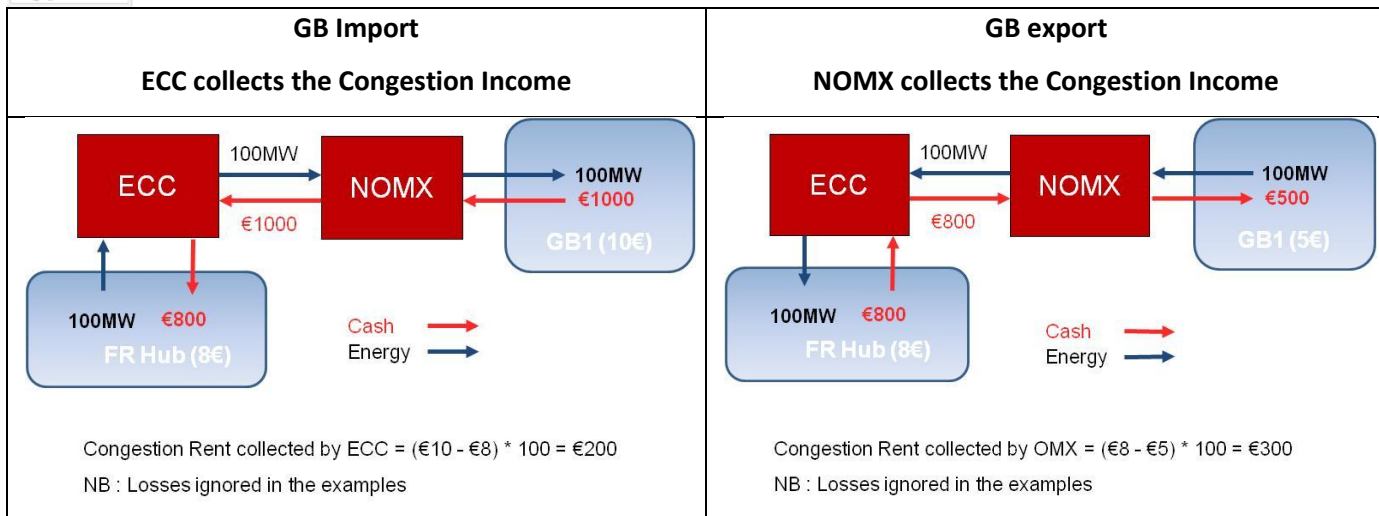 GB Import
ECC collects the Congestion Income
GB export
NOMX collects the Congestion Income
100MW
ECC
NOMX
100MW
€1000
€1000
GB1 (10€)
100MW €800
FR Hub (8€)
Cash
Energy
Congestion Rent collected by ECC = (€10 - €8) * 100 = €200
NB : Losses ignored in the examples
100MW
ECC
NOMX
100MW
€500
€800
GB1 (5€)
100MW €800
FR Hub (8€)
Cash
Energy
Congestion Rent collected by OMX = (€8 - €5) * 100 = €300
NB : Losses ignored in the examples